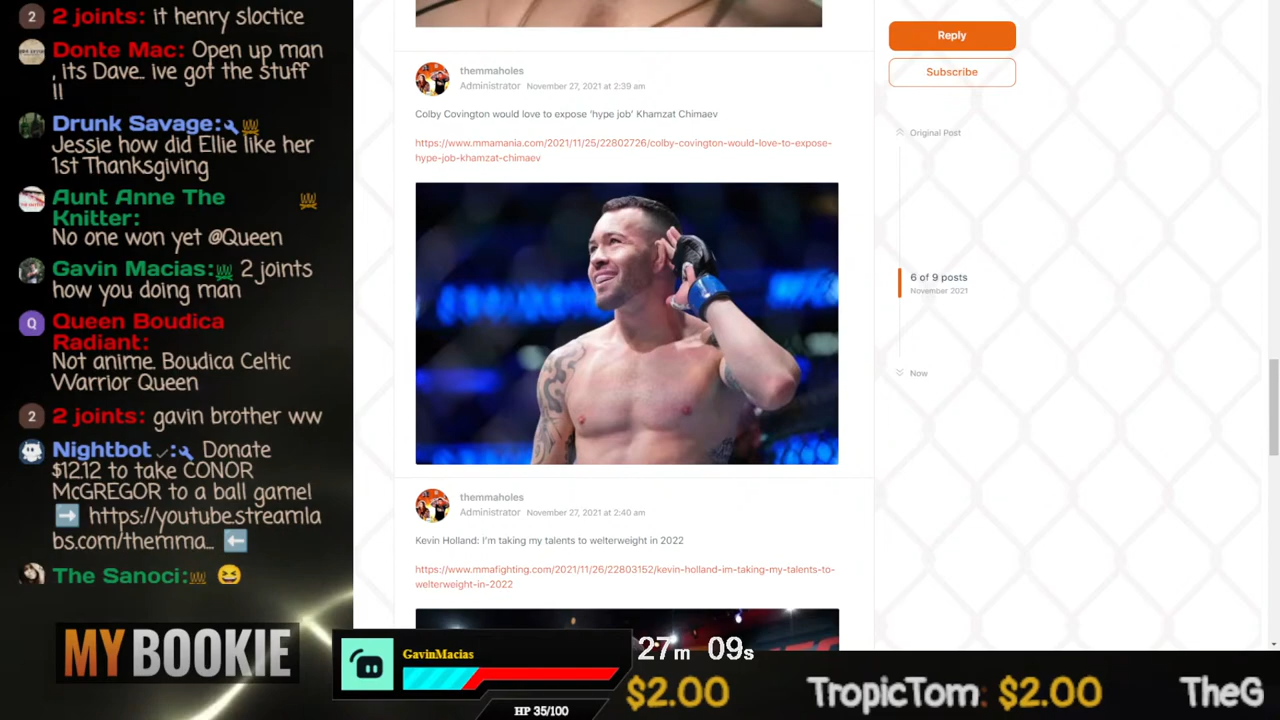 2
2 joints: it henry sloctice
Donte Mac: Open up man
, its Dave.. ive got the stuff
!!
Drunk Savage:
Jessie how did Ellie like her
1st Thanksgiving
Aunt Anne The
Knitter:
No one won yet @Queen
Gavin Macias: 2 joints
how you doing man
Q
Queen Boudica
Radiant:
Not anime. Boudica Celtic
Warrior Queen
2
2 joints: gavin brother ww
Nightbot ✓: Donate
$12.12 to take CONOR
McGREGOR to a ball game!
➡️ https://youtube.streamla
bs.com/themma... ⬅️
The Sanoci: 😆
MYBOOKIE
themmaholes
Administrator November 27, 2021 at 2:39 am
Colby Covington would love to expose ‘hype job’ Khamzat Chimaev
https://www.mmamania.com/2021/11/25/22802726/colby-covington-would-love-to-expose-
hype-job-khamzat-chimaev
themmaholes
Administrator November 27, 2021 at 2:40 am
Kevin Holland: I’m taking my talents to welterweight in 2022
https://www.mmafighting.com/2021/11/26/22803152/kevin-holland-im-taking-my-talents-to-
welterweight-in-2022
Reply
Subscribe
Original Post
6 of 9 posts
November 2021
Now
GavinMacias
HP 35/100
27m 09s
$2.00 TropicTom: $2.00 TheG